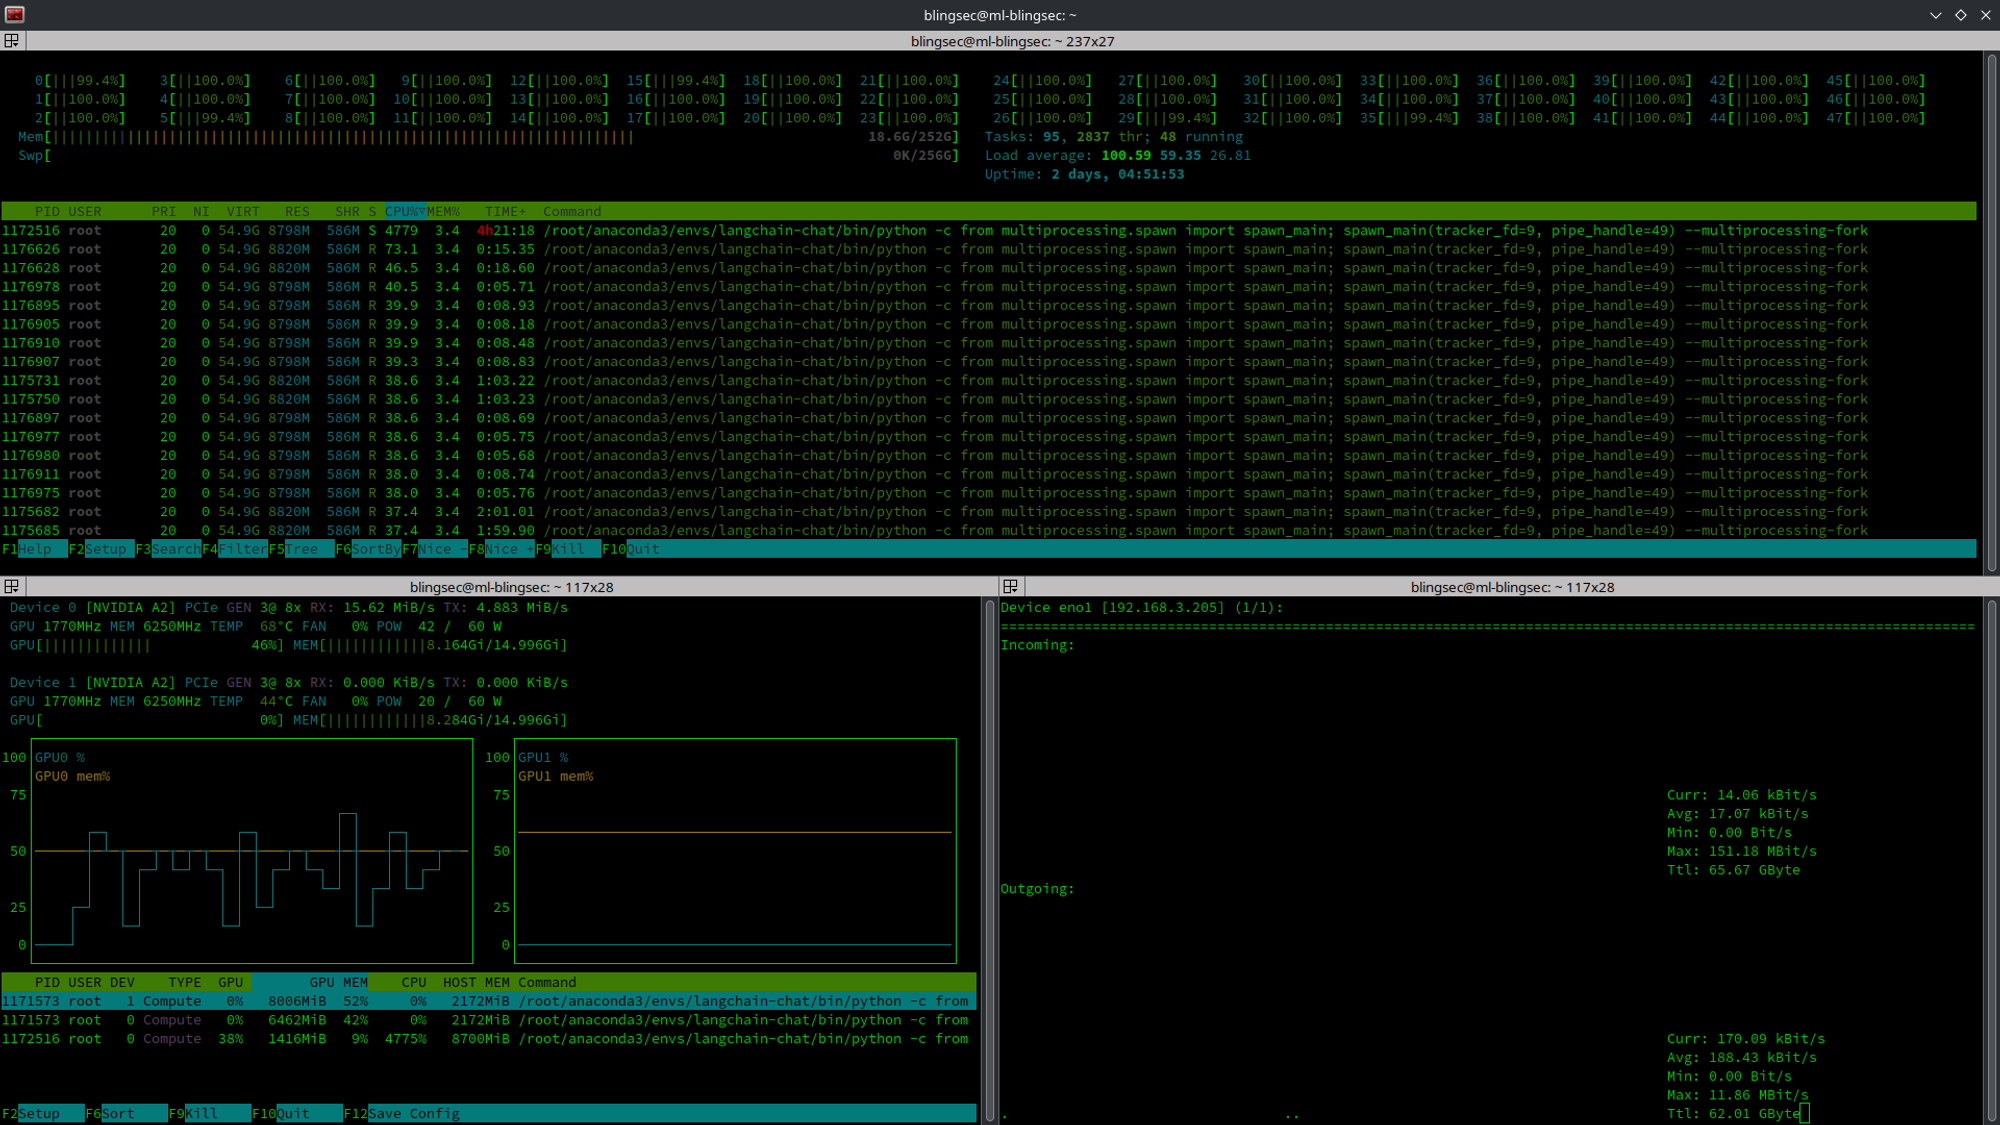 blingsec@ml-blingsec: ~
blingsec@ml-blingsec: ~ 237x27
0[|||99.4%] 3[||100.0%] 6[||100.0%] 9[||100.0%] 12[||100.0%] 15[|||99.4%] 18[||100.0%] 21[||100.0%] 24[||100.0%] 27[||100.0%] 30[||100.0%] 33[||100.0%] 36[||100.0%] 39[||100.0%] 42[||100.0%] 45[||100.0%]
1[||100.0%] 4[||100.0%] 7[||100.0%] 10[||100.0%] 13[||100.0%] 16[||100.0%] 19[||100.0%] 22[||100.0%] 25[||100.0%] 28[||100.0%] 31[||100.0%] 34[||100.0%] 37[||100.0%] 40[||100.0%] 43[||100.0%] 46[||100.0%]
2[||100.0%] 5[|||99.4%] 8[||100.0%] 11[||100.0%] 14[||100.0%] 17[||100.0%] 20[||100.0%] 23[||100.0%] 26[||100.0%] 29[|||99.4%] 32[||100.0%] 35[|||99.4%] 38[||100.0%] 41[||100.0%] 44[||100.0%] 47[||100.0%]
Mem[ 18.6G/252G] Tasks: 95, 2837 thr; 48 running
Swp[ 0K/256G] Load average: 100.59 59.35 26.81
Uptime: 2 days, 04:51:53
PID USER PRI NI VIRT RES SHR S CPU%▽MEM% TIME+ Command
1172516 root 20 0 54.9G 8798M 586M S 4779 3.4 4h21:18 /root/anaconda3/envs/langchain-chat/bin/python -c from multiprocessing.spawn import spawn_main; spawn_main(tracker_fd=9, pipe_handle=49) --multiprocessing-fork
1176626 root 20 0 54.9G 8820M 586M R 73.1 3.4 0:15.35 /root/anaconda3/envs/langchain-chat/bin/python -c from multiprocessing.spawn import spawn_main; spawn_main(tracker_fd=9, pipe_handle=49) --multiprocessing-fork
1176628 root 20 0 54.9G 8820M 586M R 46.5 3.4 0:18.60 /root/anaconda3/envs/langchain-chat/bin/python -c from multiprocessing.spawn import spawn_main; spawn_main(tracker_fd=9, pipe_handle=49) --multiprocessing-fork
1176978 root 20 0 54.9G 8798M 586M R 40.5 3.4 0:05.71 /root/anaconda3/envs/langchain-chat/bin/python -c from multiprocessing.spawn import spawn_main; spawn_main(tracker_fd=9, pipe_handle=49) --multiprocessing-fork
1176895 root 20 0 54.9G 8798M 586M R 39.9 3.4 0:08.93 /root/anaconda3/envs/langchain-chat/bin/python -c from multiprocessing.spawn import spawn_main; spawn_main(tracker_fd=9, pipe_handle=49) --multiprocessing-fork
1176905 root 20 0 54.9G 8798M 586M R 39.9 3.4 0:08.18 /root/anaconda3/envs/langchain-chat/bin/python -c from multiprocessing.spawn import spawn_main; spawn_main(tracker_fd=9, pipe_handle=49) --multiprocessing-fork
1176910 root 20 0 54.9G 8798M 586M R 39.9 3.4 0:08.48 /root/anaconda3/envs/langchain-chat/bin/python -c from multiprocessing.spawn import spawn_main; spawn_main(tracker_fd=9, pipe_handle=49) --multiprocessing-fork
1176907 root 20 0 54.9G 8798M 586M R 39.3 3.4 0:08.83 /root/anaconda3/envs/langchain-chat/bin/python -c from multiprocessing.spawn import spawn_main; spawn_main(tracker_fd=9, pipe_handle=49) --multiprocessing-fork
1175731 root 20 0 54.9G 8820M 586M R 38.6 3.4 1:03.22 /root/anaconda3/envs/langchain-chat/bin/python -c from multiprocessing.spawn import spawn_main; spawn_main(tracker_fd=9, pipe_handle=49) --multiprocessing-fork
1175750 root 20 0 54.9G 8820M 586M R 38.6 3.4 1:03.23 /root/anaconda3/envs/langchain-chat/bin/python -c from multiprocessing.spawn import spawn_main; spawn_main(tracker_fd=9, pipe_handle=49) --multiprocessing-fork
1176897 root 20 0 54.9G 8798M 586M R 38.6 3.4 0:08.69 /root/anaconda3/envs/langchain-chat/bin/python -c from multiprocessing.spawn import spawn_main; spawn_main(tracker_fd=9, pipe_handle=49) --multiprocessing-fork
1176977 root 20 0 54.9G 8798M 586M R 38.6 3.4 0:05.75 /root/anaconda3/envs/langchain-chat/bin/python -c from multiprocessing.spawn import spawn_main; spawn_main(tracker_fd=9, pipe_handle=49) --multiprocessing-fork
1176980 root 20 0 54.9G 8798M 586M R 38.6 3.4 0:05.68 /root/anaconda3/envs/langchain-chat/bin/python -c from multiprocessing.spawn import spawn_main; spawn_main(tracker_fd=9, pipe_handle=49) --multiprocessing-fork
1176911 root 20 0 54.9G 8798M 586M R 38.0 3.4 0:08.74 /root/anaconda3/envs/langchain-chat/bin/python -c from multiprocessing.spawn import spawn_main; spawn_main(tracker_fd=9, pipe_handle=49) --multiprocessing-fork
1176975 root 20 0 54.9G 8798M 586M R 38.0 3.4 0:05.76 /root/anaconda3/envs/langchain-chat/bin/python -c from multiprocessing.spawn import spawn_main; spawn_main(tracker_fd=9, pipe_handle=49) --multiprocessing-fork
1175682 root 20 0 54.9G 8820M 586M R 37.4 3.4 2:01.01 /root/anaconda3/envs/langchain-chat/bin/python -c from multiprocessing.spawn import spawn_main; spawn_main(tracker_fd=9, pipe_handle=49) --multiprocessing-fork
1175685 root 20 0 54.9G 8820M 586M R 37.4 3.4 1:59.90 /root/anaconda3/envs/langchain-chat/bin/python -c from multiprocessing.spawn import spawn_main; spawn_main(tracker_fd=9, pipe_handle=49) --multiprocessing-fork
F1Help F2Setup F3SearchF4FilterF5Tree F6SortByF7Nice -F8Nice +F9Kill F10Quit
blingsec@ml-blingsec: ~ 117x28
Device 0 [NVIDIA A2] PCIe GEN 3@ 8x RX: 15.62 MiB/s TX: 4.883 MiB/s
GPU 1770MHz MEM 6250MHz TEMP 68°C FAN 0% POW 42 / 60 W
GPU[||||||||||||| 46%] MEM[||||||||||||8.164Gi/14.996Gi]
Device 1 [NVIDIA A2] PCIe GEN 3@ 8x RX: 0.000 KiB/s TX: 0.000 KiB/s
GPU 1770MHz MEM 6250MHz TEMP 44°C FAN 0% POW 20 / 60 W
GPU[ 0%] MEM[||||||||||||8.284Gi/14.996Gi]
100 GPU0 %
GPU0 mem%
75
50
25
0
100 GPU1 %
GPU1 mem%
75
50
25
0
PID USER DEV TYPE GPU GPU MEM CPU HOST MEM Command
1171573 root 1 Compute 0% 8006MiB 52% 0% 2172MiB /root/anaconda3/envs/langchain-chat/bin/python -c from
1171573 root 0 Compute 0% 6462MiB 42% 0% 2172MiB /root/anaconda3/envs/langchain-chat/bin/python -c from
1172516 root 0 Compute 38% 1416MiB 9% 4775% 8700MiB /root/anaconda3/envs/langchain-chat/bin/python -c from
F2Setup F6Sort F9Kill F10Quit F12Save Config
blingsec@ml-blingsec: ~ 117x28
Device eno1 [192.168.3.205] (1/1):
Incoming:
Curr: 14.06 kBit/s
Avg: 17.07 kBit/s
Min: 0.00 Bit/s
Max: 151.18 MBit/s
Ttl: 65.67 GByte
Outgoing:
Curr: 170.09 kBit/s
Avg: 188.43 kBit/s
Min: 0.00 Bit/s
Max: 11.86 MBit/s
. .. Ttl: 62.01 GByte